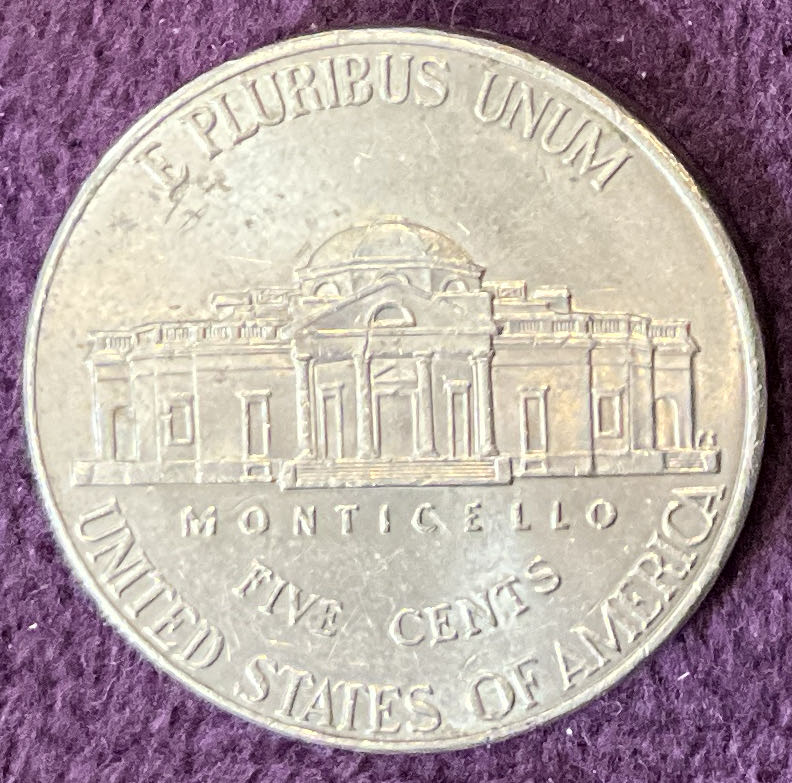 E PLURIBUS UNUM
MONTICELLO
FIVE CENTS
UNITED STATES OF AMERICA